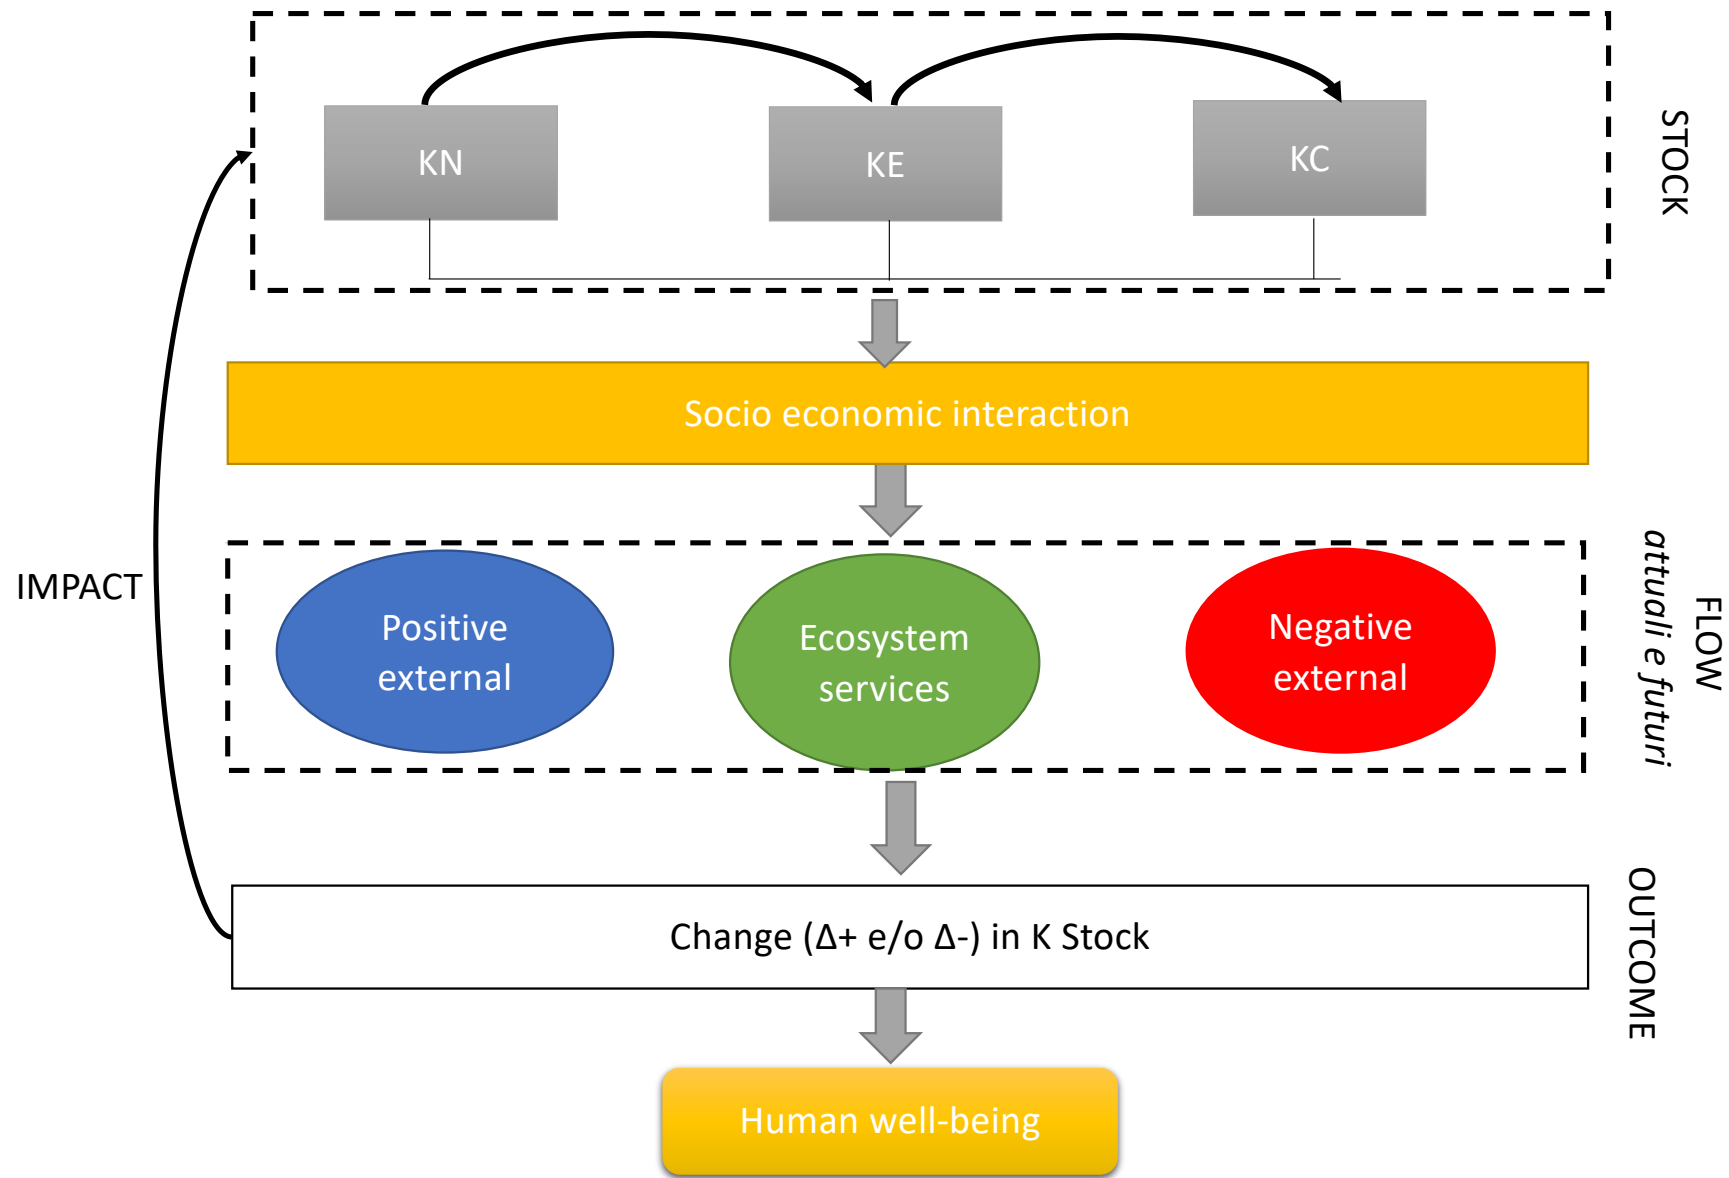 KN
KE
KC
STOCK
Socio economic interaction
IMPACT
Positive
external
Ecosystem
services
Negative
external
FLOW
attuali e futuri
Change (Δ+ e/o Δ-) in K Stock
OUTCOME
Human well-being